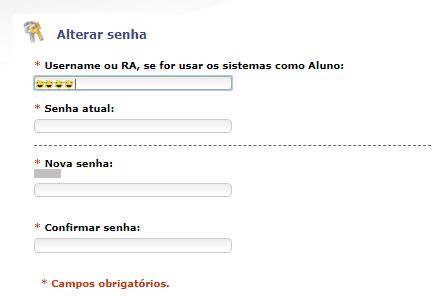 Alterar senha
* Username ou RA, se for usar os sistemas como Aluno:
😂😂😂😂
* Senha atual:
* Nova senha:
* Confirmar senha:
* Campos obrigatórios.